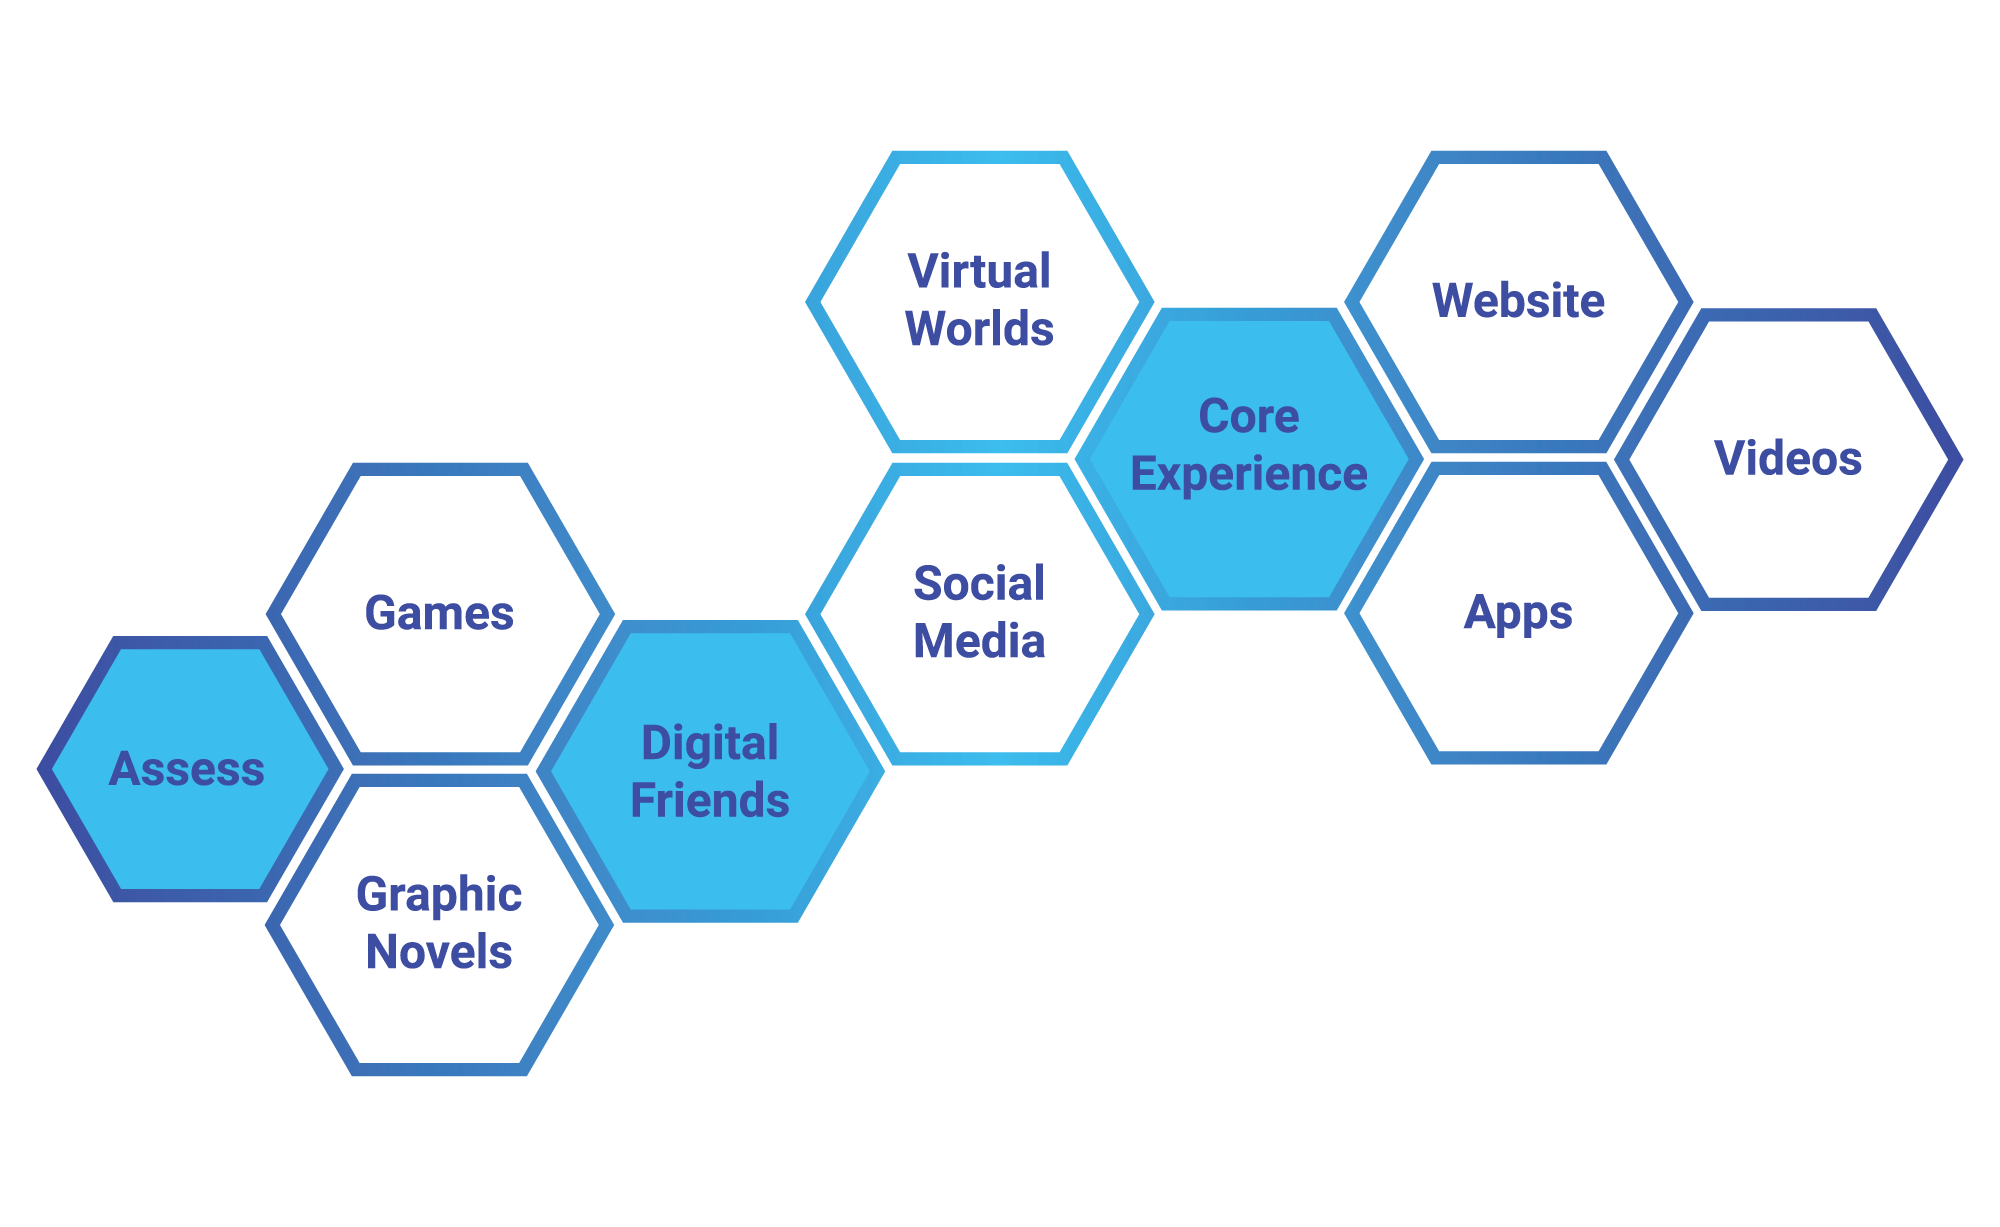 Assess
Games
Graphic
Novels
Digital
Friends
Virtual
Worlds
Social
Media
Core
Experience
Website
Apps
Videos